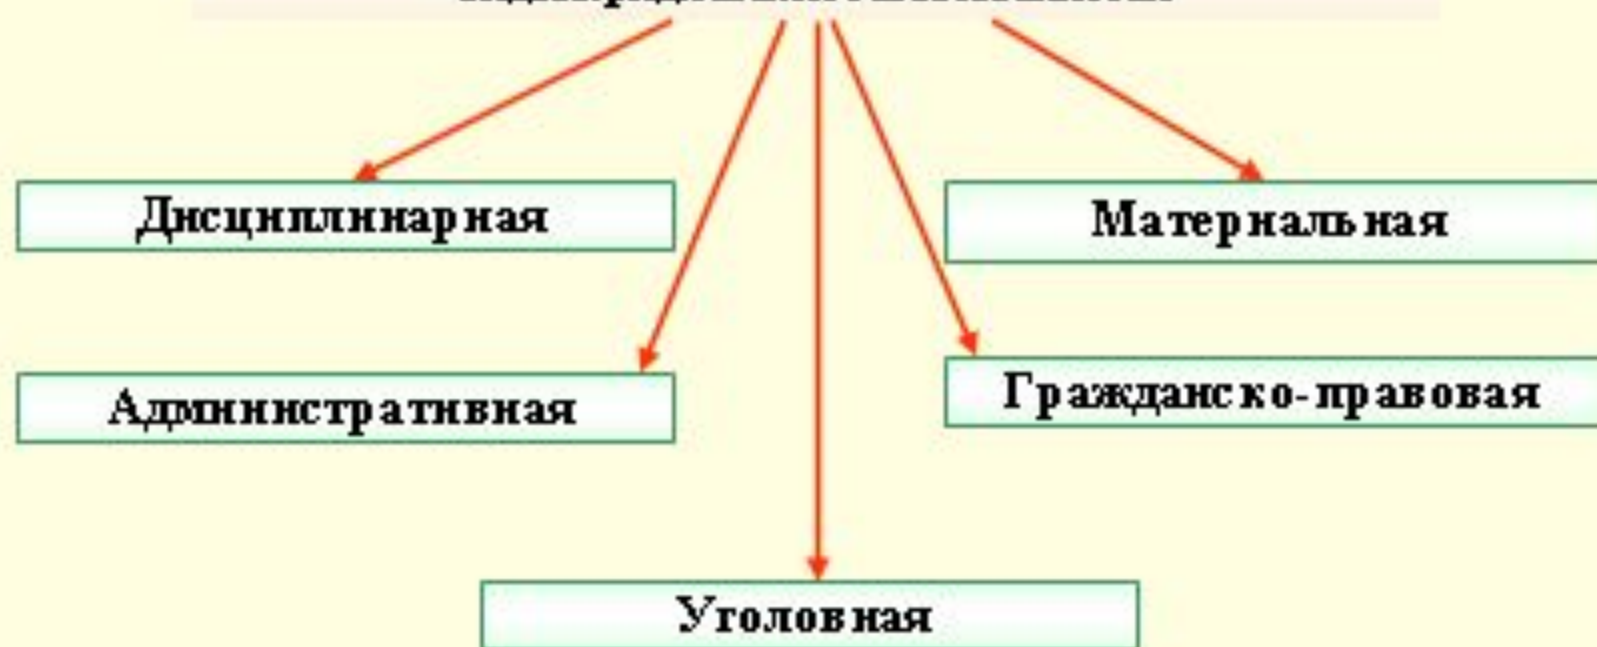 Дисциплинарная
Материальная
Административная
Гражданско-правовая
Уголовная